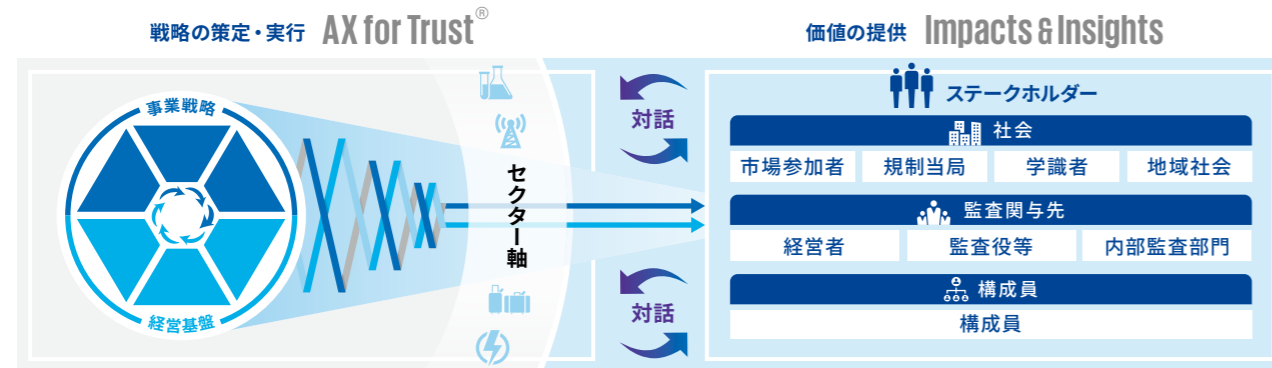 戦略の策定・実行 AX for Trust®
価値の提供 Impacts & Insights
事業戦略
経営基盤
セクター軸
対話
対話
ステークホルダー
社会
市場参加者 規制当局 学識者 地域社会
監査関与先
経営者 監査役等 内部監査部門
構成員
構成員